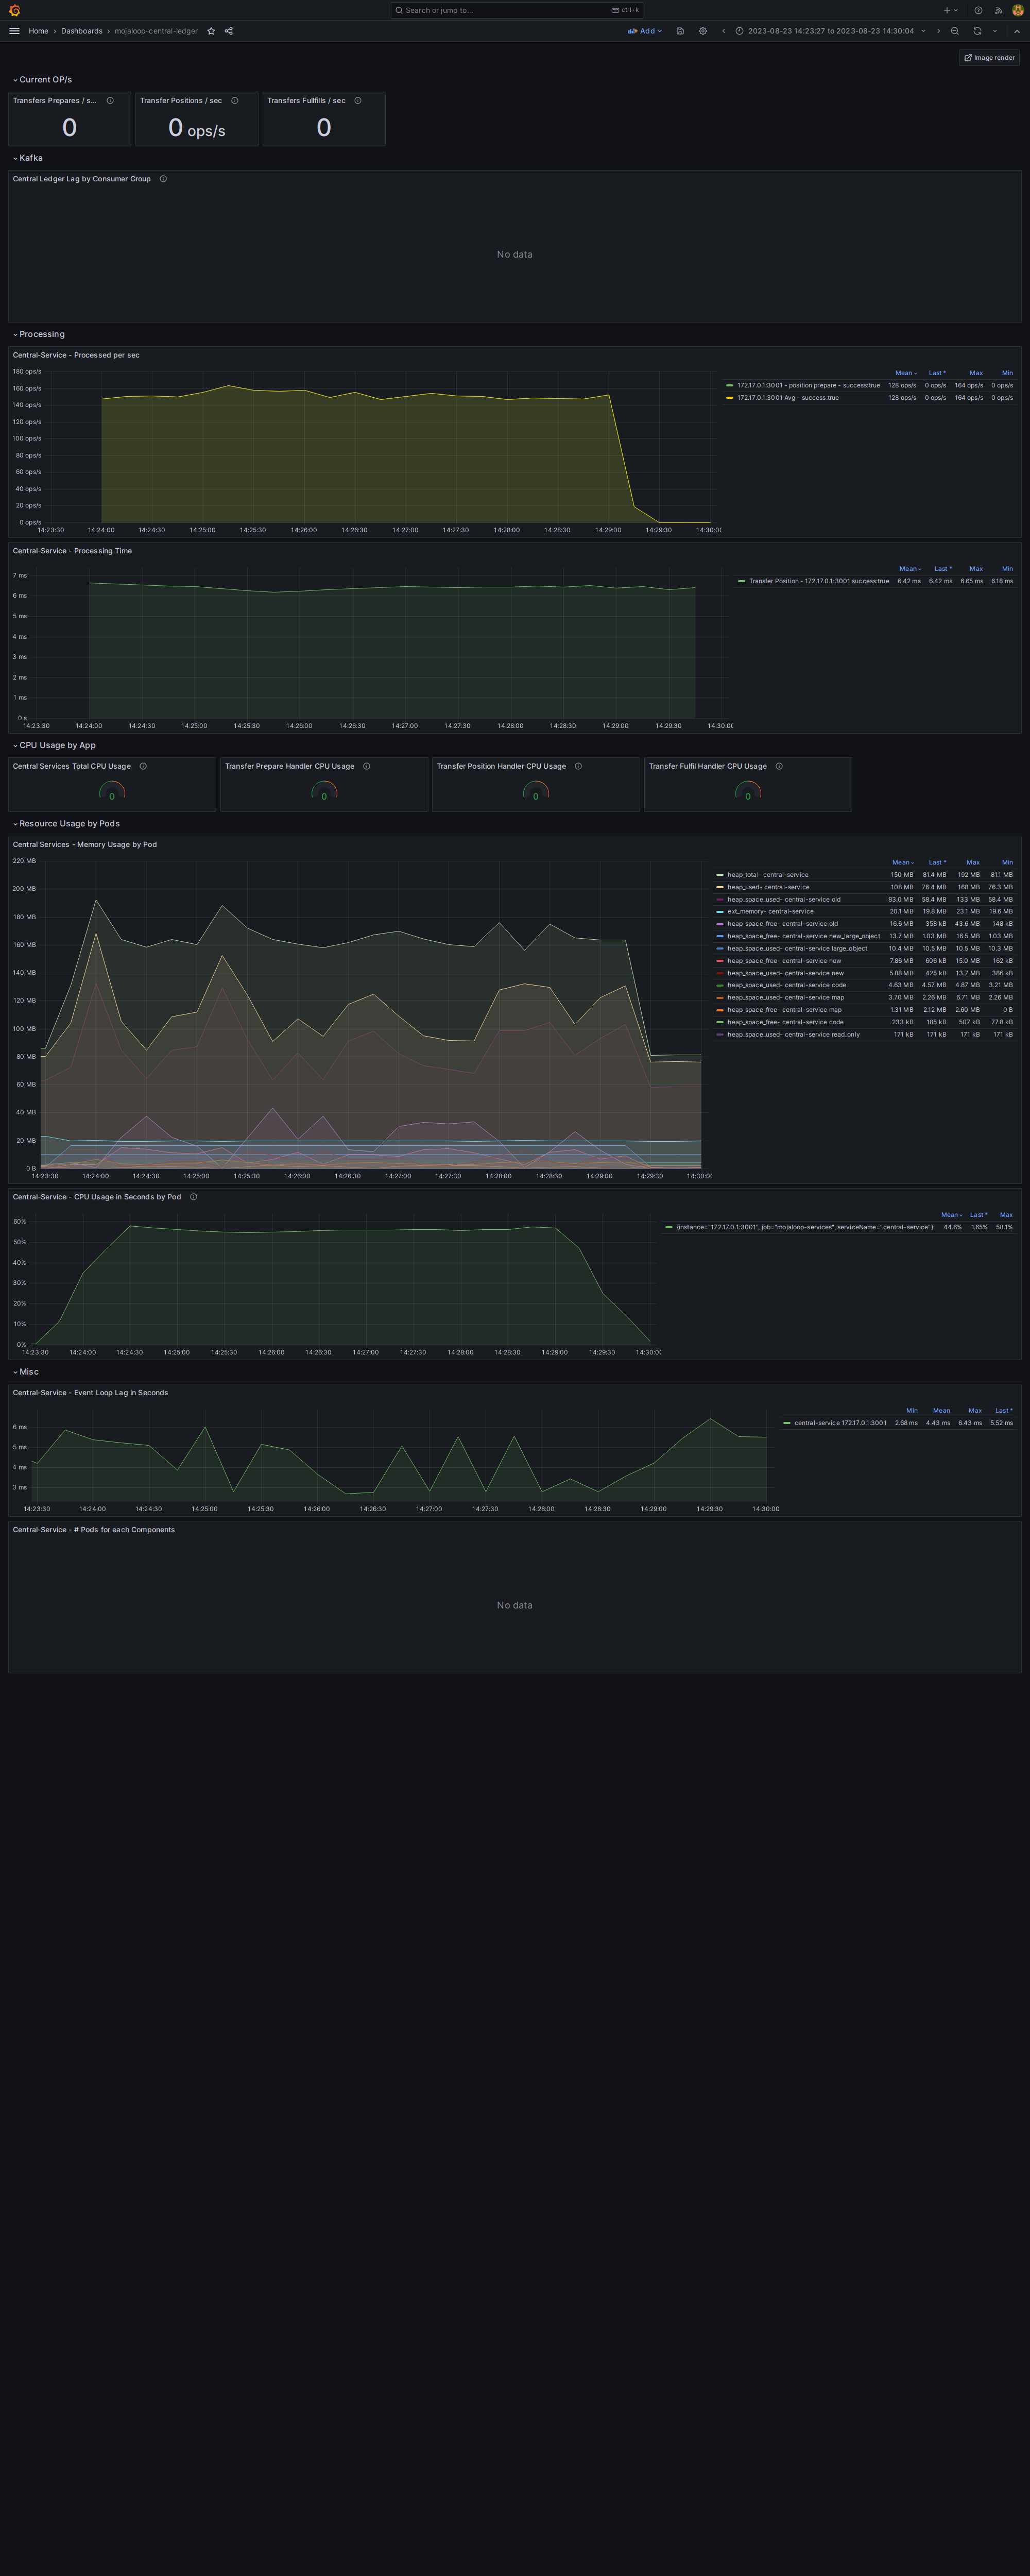 Search or jump to...
ctrl+k
Home › Dashboards › mojaloop-central-ledger
Add
2023-08-23 14:23:27 to 2023-08-23 14:30:04
Image render
Current OP/s
Transfers Prepares / s...
0
Transfer Positions / sec
0 ops/s
Transfers Fullfills / sec
0
Kafka
Central Ledger Lag by Consumer Group
No data
Processing
Central-Service - Processed per sec
180 ops/s
160 ops/s
140 ops/s
120 ops/s
100 ops/s
80 ops/s
60 ops/s
40 ops/s
20 ops/s
0 ops/s
14:23:30 14:24:00 14:24:30 14:25:00 14:25:30 14:26:00 14:26:30 14:27:00 14:27:30 14:28:00 14:28:30 14:29:00 14:29:30 14:30:00
Mean Last * Max Min
172.17.0.1:3001 - position prepare - success:true 128 ops/s 0 ops/s 164 ops/s 0 ops/s
172.17.0.1:3001 Avg - success:true 128 ops/s 0 ops/s 164 ops/s 0 ops/s
Central-Service - Processing Time
7 ms
6 ms
5 ms
4 ms
3 ms
2 ms
1 ms
0 s
14:23:30 14:24:00 14:24:30 14:25:00 14:25:30 14:26:00 14:26:30 14:27:00 14:27:30 14:28:00 14:28:30 14:29:00 14:29:30 14:30:00
Mean Last * Max Min
Transfer Position - 172.17.0.1:3001 success:true 6.42 ms 6.42 ms 6.65 ms 6.18 ms
CPU Usage by App
Central Services Total CPU Usage
0
Transfer Prepare Handler CPU Usage
0
Transfer Position Handler CPU Usage
0
Transfer Fulfil Handler CPU Usage
0
Resource Usage by Pods
Central Services - Memory Usage by Pod
220 MB
200 MB
180 MB
160 MB
140 MB
120 MB
100 MB
80 MB
60 MB
40 MB
20 MB
0 B
14:23:30 14:24:00 14:24:30 14:25:00 14:25:30 14:26:00 14:26:30 14:27:00 14:27:30 14:28:00 14:28:30 14:29:00 14:29:30 14:30:00
Mean Last * Max Min
heap_total- central-service 150 MB 81.4 MB 192 MB 81.1 MB
heap_used- central-service 108 MB 76.4 MB 168 MB 76.3 MB
heap_space_used- central-service old 83.0 MB 58.4 MB 133 MB 58.4 MB
ext_memory- central-service 20.1 MB 19.8 MB 23.1 MB 19.6 MB
heap_space_free- central-service old 16.6 MB 358 kB 43.6 MB 148 kB
heap_space_free- central-service new_large_object 13.7 MB 1.03 MB 16.5 MB 1.03 MB
heap_space_used- central-service large_object 10.4 MB 10.5 MB 10.5 MB 10.3 MB
heap_space_free- central-service new 7.86 MB 606 kB 15.0 MB 162 kB
heap_space_used- central-service new 5.88 MB 425 kB 13.7 MB 386 kB
heap_space_used- central-service code 4.63 MB 4.57 MB 4.87 MB 3.21 MB
heap_space_used- central-service map 3.70 MB 2.26 MB 6.71 MB 2.26 MB
heap_space_free- central-service map 1.31 MB 2.12 MB 2.60 MB 0 B
heap_space_free- central-service code 233 kB 185 kB 507 kB 77.8 kB
heap_space_used- central-service read_only 171 kB 171 kB 171 kB 171 kB
Central-Service - CPU Usage in Seconds by Pod
60%
50%
40%
30%
20%
10%
0%
14:23:30 14:24:00 14:24:30 14:25:00 14:25:30 14:26:00 14:26:30 14:27:00 14:27:30 14:28:00 14:28:30 14:29:00 14:29:30 14:30:00
Mean Last * Max
{instance="172.17.0.1:3001", job="mojaloop-services", serviceName="central-service"} 44.6% 1.65% 58.1%
Misc
Central-Service - Event Loop Lag in Seconds
6 ms
5 ms
4 ms
3 ms
14:23:30 14:24:00 14:24:30 14:25:00 14:25:30 14:26:00 14:26:30 14:27:00 14:27:30 14:28:00 14:28:30 14:29:00 14:29:30 14:30:00
Min Mean Max Last *
central-service 172.17.0.1:3001 2.68 ms 4.43 ms 6.43 ms 5.52 ms
Central-Service - # Pods for each Components
No data